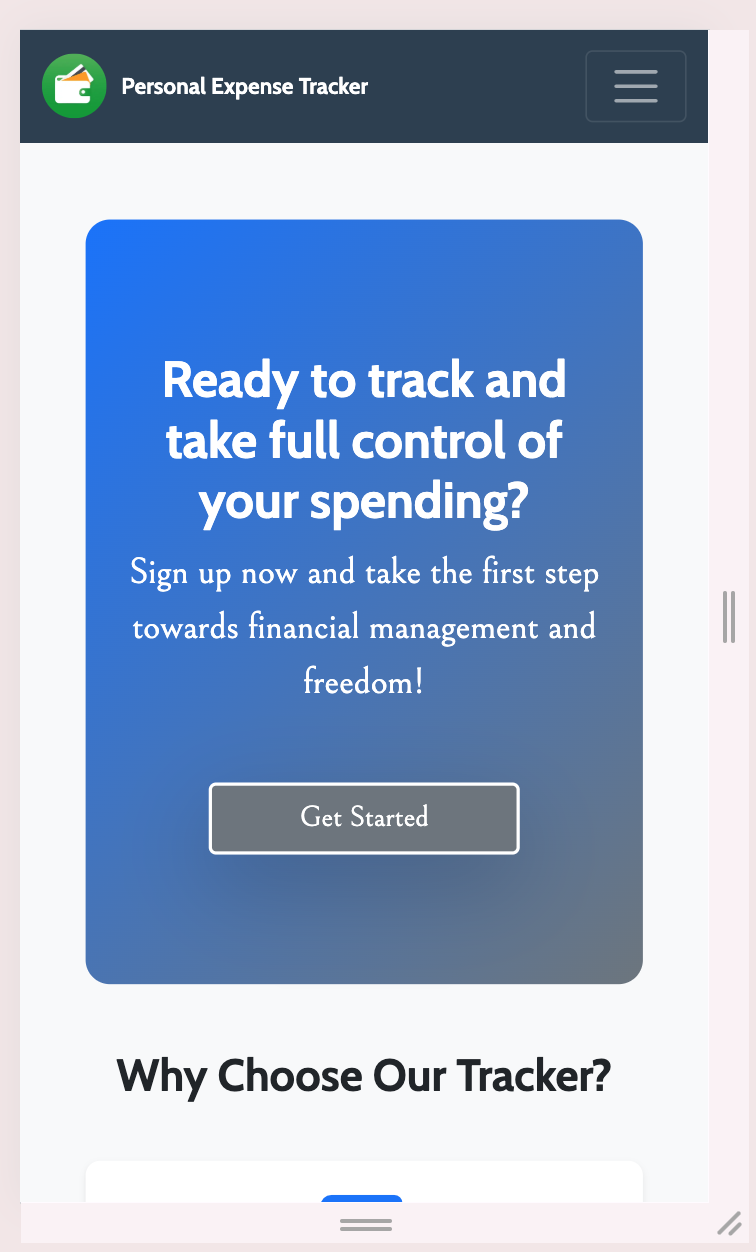 Personal Expense Tracker
Ready to track and
take full control of
your spending?
Sign up now and take the first step
towards financial management and
freedom!
Get Started
Why Choose Our Tracker?